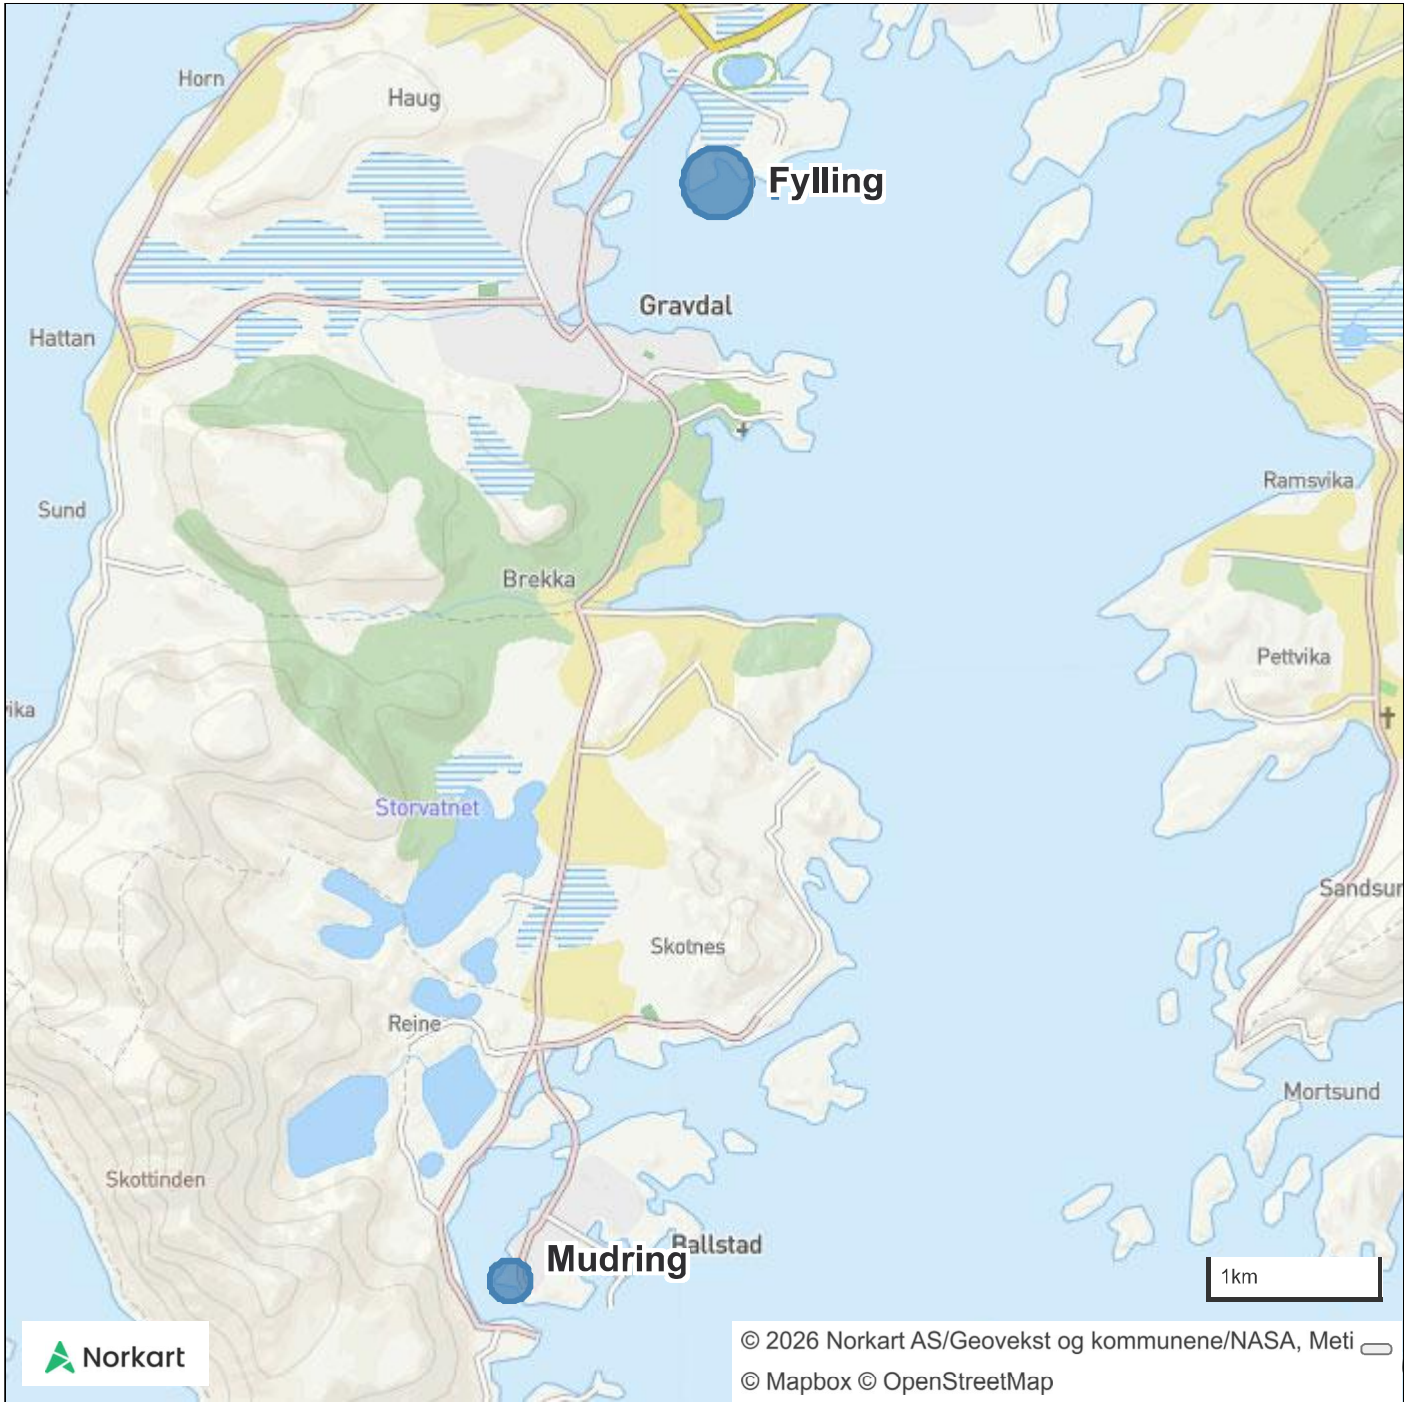 Horn
Haug
Fylling
Gravdal
Hattan
Ramsvika
Sund
Brekka
Pettvika
vika
Storvatnet
Sandsur
Skotnes
Reine
Mortsund
Skottinden
Ballstad
Mudring
1km
Norkart
© 2026 Norkart AS/Geovekst og kommunene/NASA, Meti
© Mapbox © OpenStreetMap